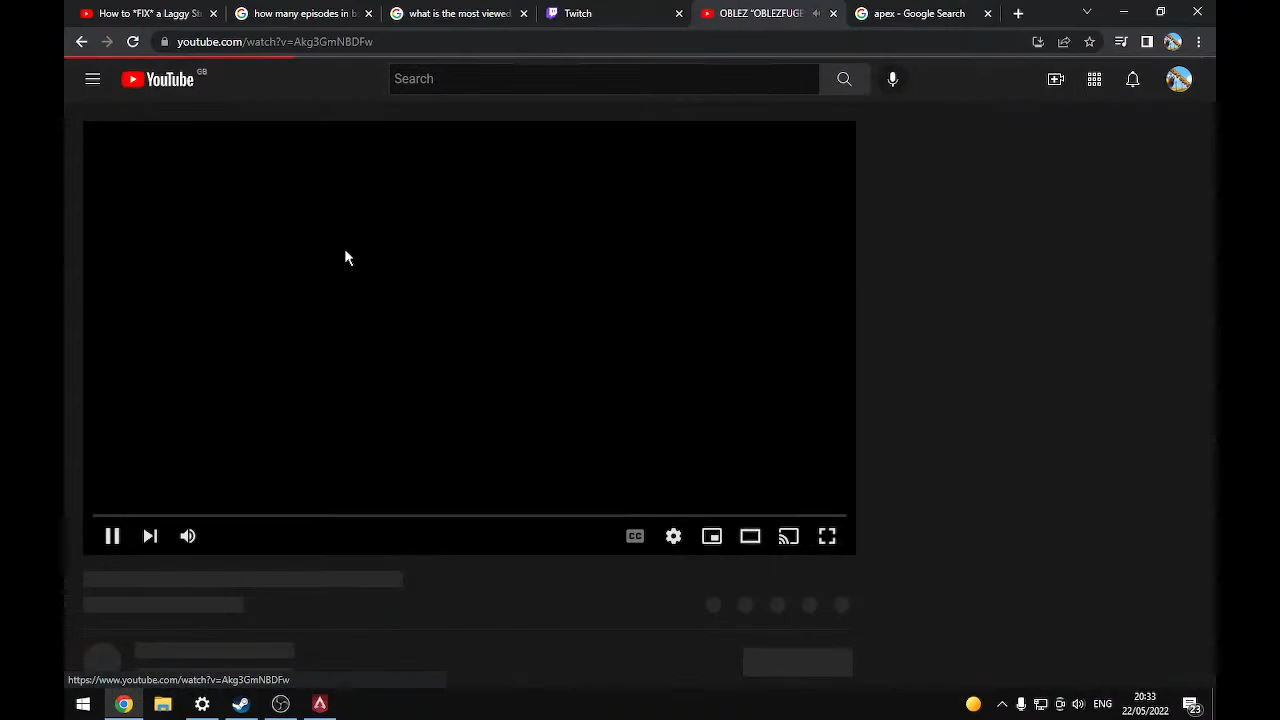 How to *FIX* a Laggy St
how many episodes in b
what is the most viewed
Twitch
OBLEZ "OBLEZFUGE
apex - Google Search
youtube.com/watch?v=Akg3GmNBDFw
YouTube GB
Search
CC
https://www.youtube.com/watch?v=Akg3GmNBDFw
ENG
20:33
22/05/2022
23